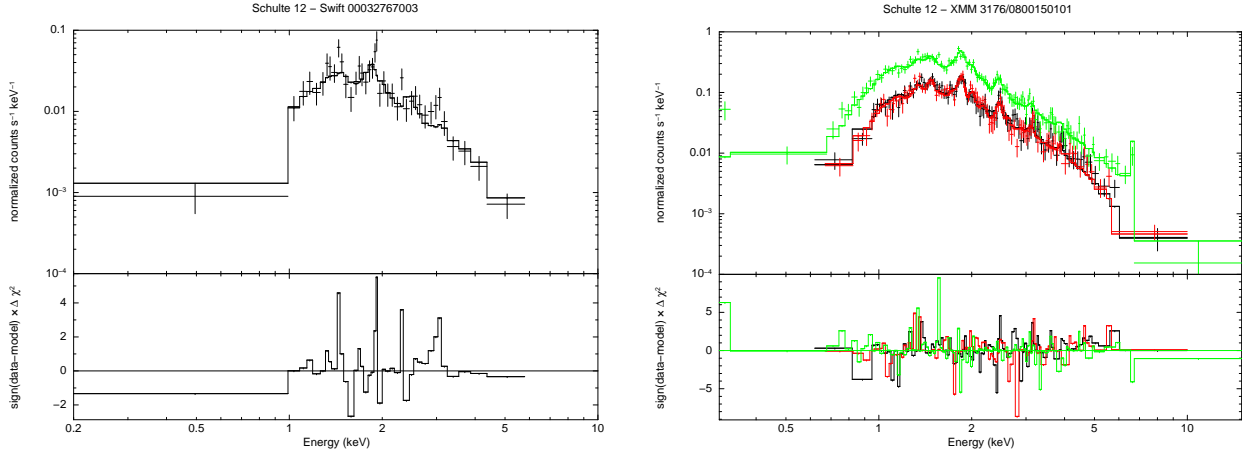 Schulte 12 − Swift 00032767003
normalized counts s⁻¹ keV⁻¹
0.1
0.01
10⁻³
10⁻⁴
sign(data−model) × Δ χ²
4
2
0
−2
0.2 0.5 1 2 5 10
Energy (keV)
Schulte 12 − XMM 3176/0800150101
normalized counts s⁻¹ keV⁻¹
1
0.1
0.01
10⁻³
10⁻⁴
sign(data−model) × Δ χ²
5
0
−5
0.5 1 2 5 10
Energy (keV)